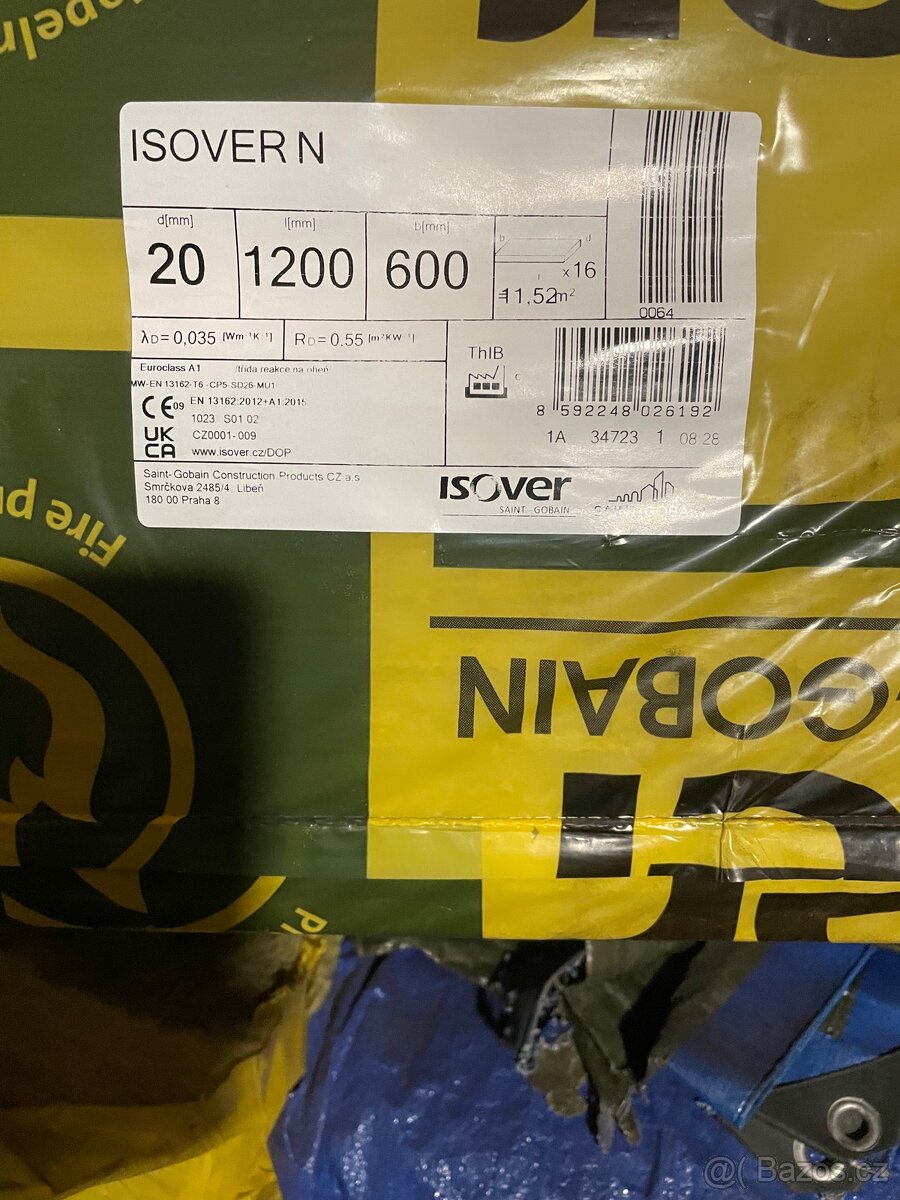 ISOVER N
d[mm]
l[mm]
b[mm]
20
1200
600
b
d
l
x 16
=11,52m²
0064
λD=0,035 [Wm⁻¹K⁻¹]
RD=0.55 [m²KW⁻¹]
Euroclass A1 /třída reakce na oheň/
MW-EN 13162-T6-CP5-SD26-MU1
CE 09
EN 13162:2012+A1:2015
1023 S01 02
UK
CA
CZ0001-009
www.isover.cz/DOP
ThIB
c
8 592248 026192
1A 34723 1 08:28
Saint-Gobain Construction Products CZ a.s
Smrčkova 2485/4, Libeň
180 00 Praha 8
isover
SAINT-GOBAIN
SAINT-GOBAIN
Fire
GOBAIN
@( Bazos.cz